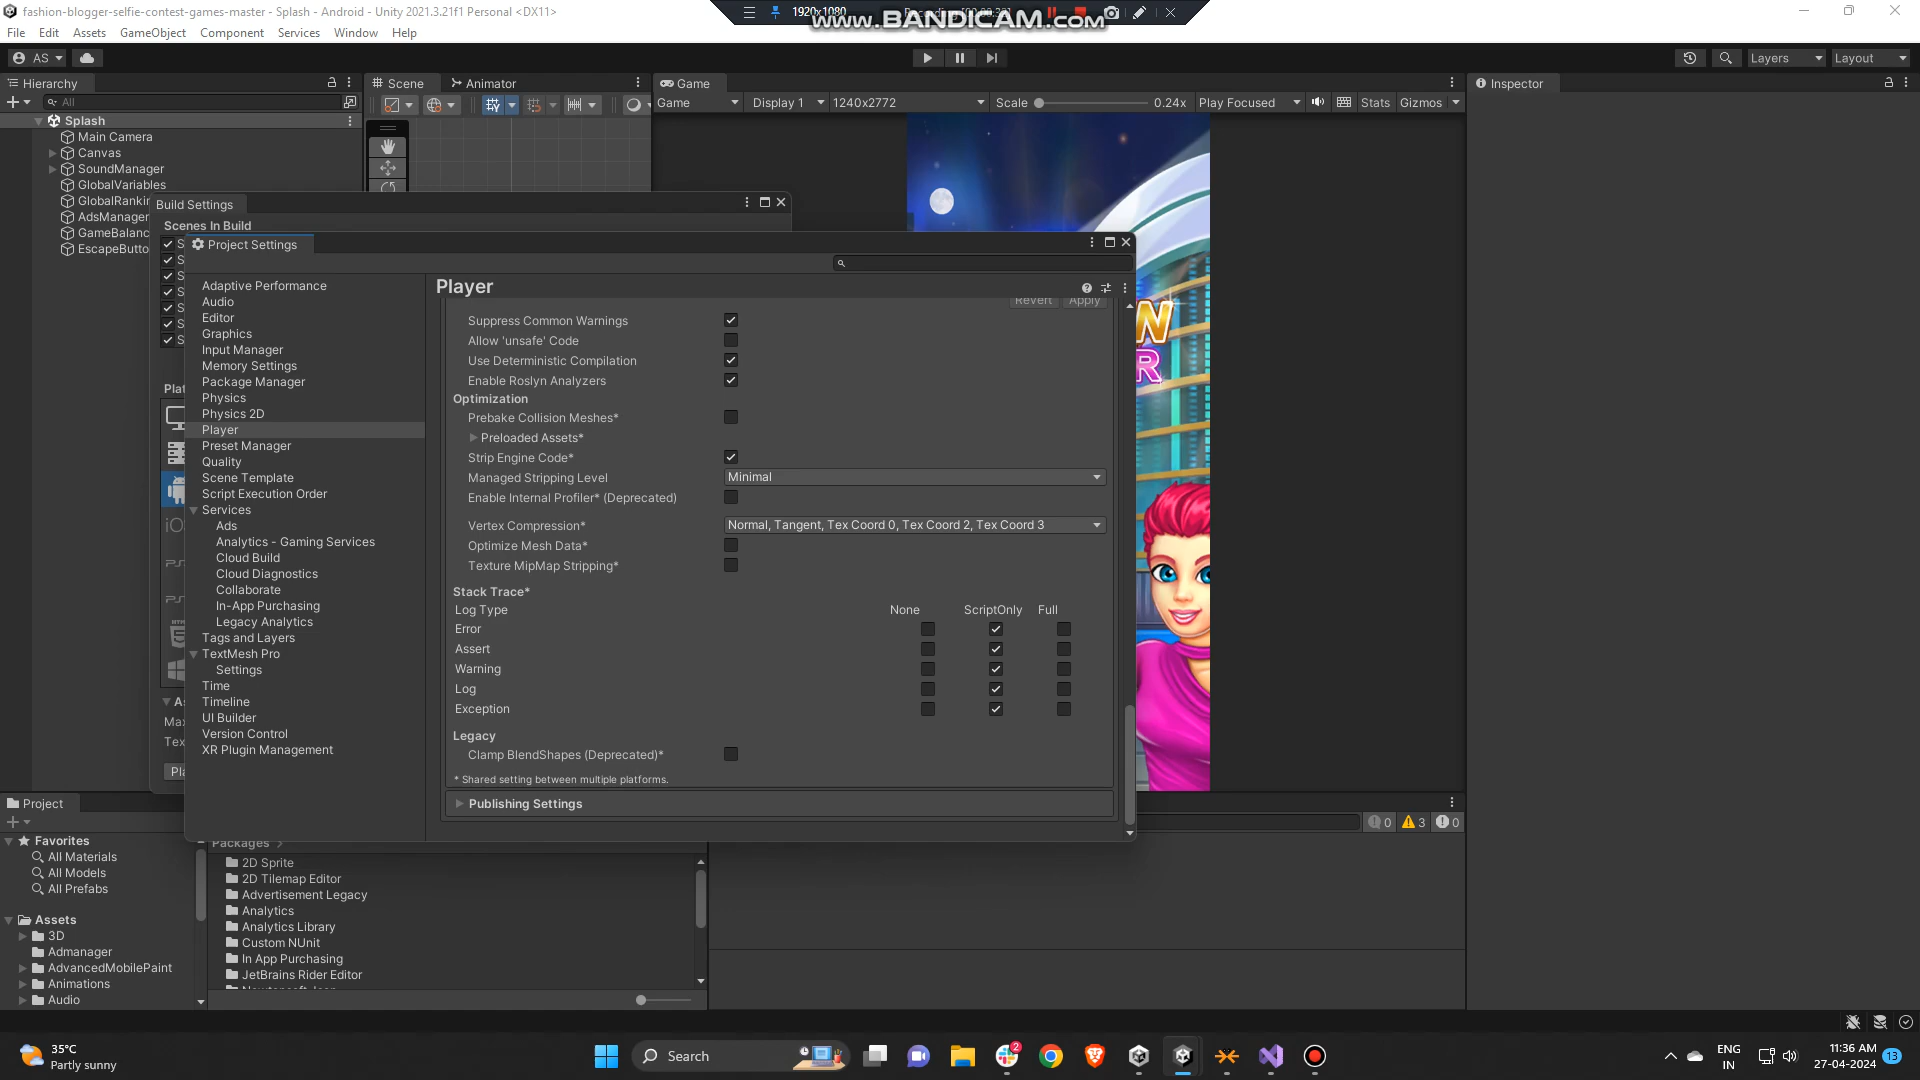 fashion-blogger-selfie-contest-games-master - Splash - Android - Unity 2021.3.21f1 Personal <DX11>
1920x1080
www.BANDICAM.com
File Edit Assets GameObject Component Services Window Help
AS
Layers
Layout
Hierarchy
All
Splash
Main Camera
Canvas
SoundManager
GlobalVariables
GlobalRankin
AdsManager
GameBalanc
EscapeButto
Scene
Animator
Game
Game
Display 1
1240x2772
Scale
0.24x
Play Focused
Stats
Gizmos
Inspector
Build Settings
Scenes In Build
Project Settings
Adaptive Performance
Audio
Editor
Graphics
Input Manager
Memory Settings
Package Manager
Physics
Physics 2D
Player
Preset Manager
Quality
Scene Template
Script Execution Order
Services
Ads
Analytics - Gaming Services
Cloud Build
Cloud Diagnostics
Collaborate
In-App Purchasing
Legacy Analytics
Tags and Layers
TextMesh Pro
Settings
Time
Timeline
UI Builder
Version Control
XR Plugin Management
Player
Revert Apply
Suppress Common Warnings
Allow 'unsafe' Code
Use Deterministic Compilation
Enable Roslyn Analyzers
Optimization
Prebake Collision Meshes*
Preloaded Assets*
Strip Engine Code*
Managed Stripping Level
Minimal
Enable Internal Profiler* (Deprecated)
Vertex Compression*
Normal, Tangent, Tex Coord 0, Tex Coord 2, Tex Coord 3
Optimize Mesh Data*
Texture MipMap Stripping*
Stack Trace*
Log Type None ScriptOnly Full
Error
Assert
Warning
Log
Exception
Legacy
Clamp BlendShapes (Deprecated)*
* Shared setting between multiple platforms.
Publishing Settings
0 3 0
Project
Favorites
All Materials
All Models
All Prefabs
Assets
3D
Admanager
AdvancedMobilePaint
Animations
Audio
Packages
2D Sprite
2D Tilemap Editor
Advertisement Legacy
Analytics
Analytics Library
Custom NUnit
In App Purchasing
JetBrains Rider Editor
35°C
Partly sunny
Search
2
ENG
IN
11:36 AM
27-04-2024
13